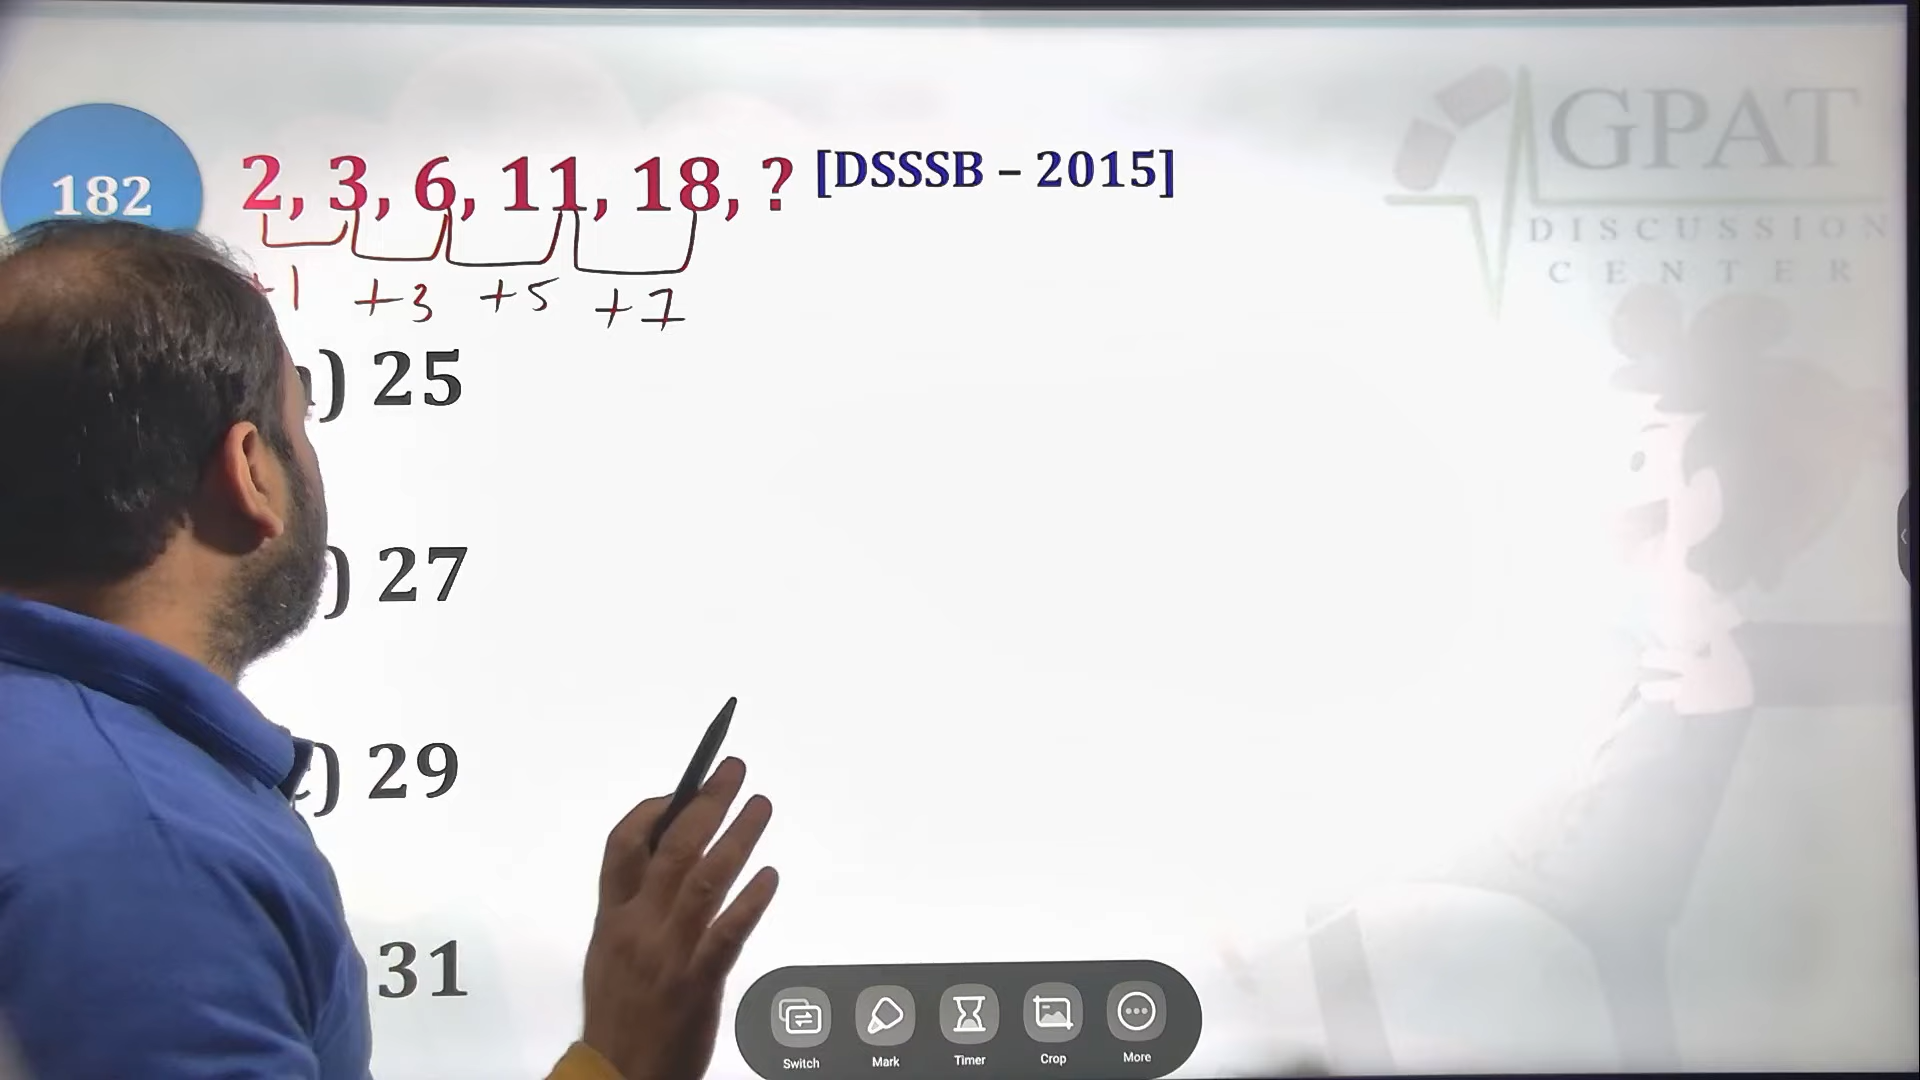 182
2, 3, 6, 11, 18, ? [DSSSB – 2015]
+1 +3 +5 +7
) 25
) 27
) 29
31
GPAT
DISCUSSION
CENTER
Switch Mark Timer Crop More